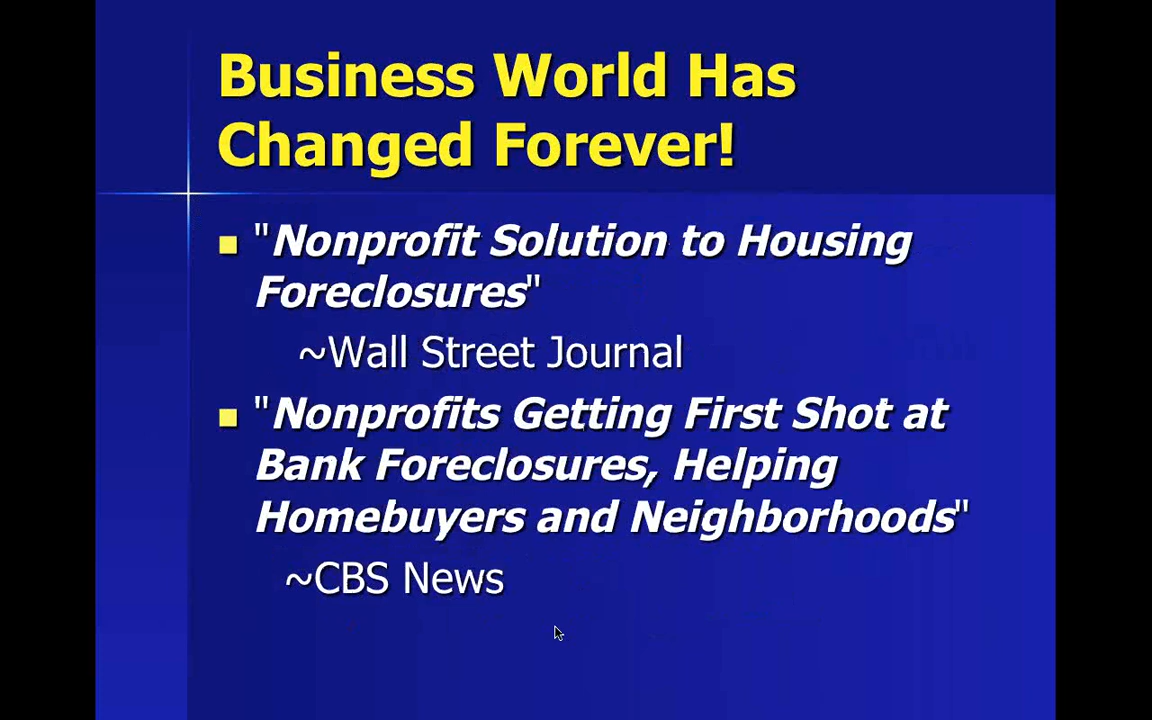 Business World Has
Changed Forever!
"Nonprofit Solution to Housing
Foreclosures"
~Wall Street Journal
"Nonprofits Getting First Shot at
Bank Foreclosures, Helping
Homebuyers and Neighborhoods"
~CBS News